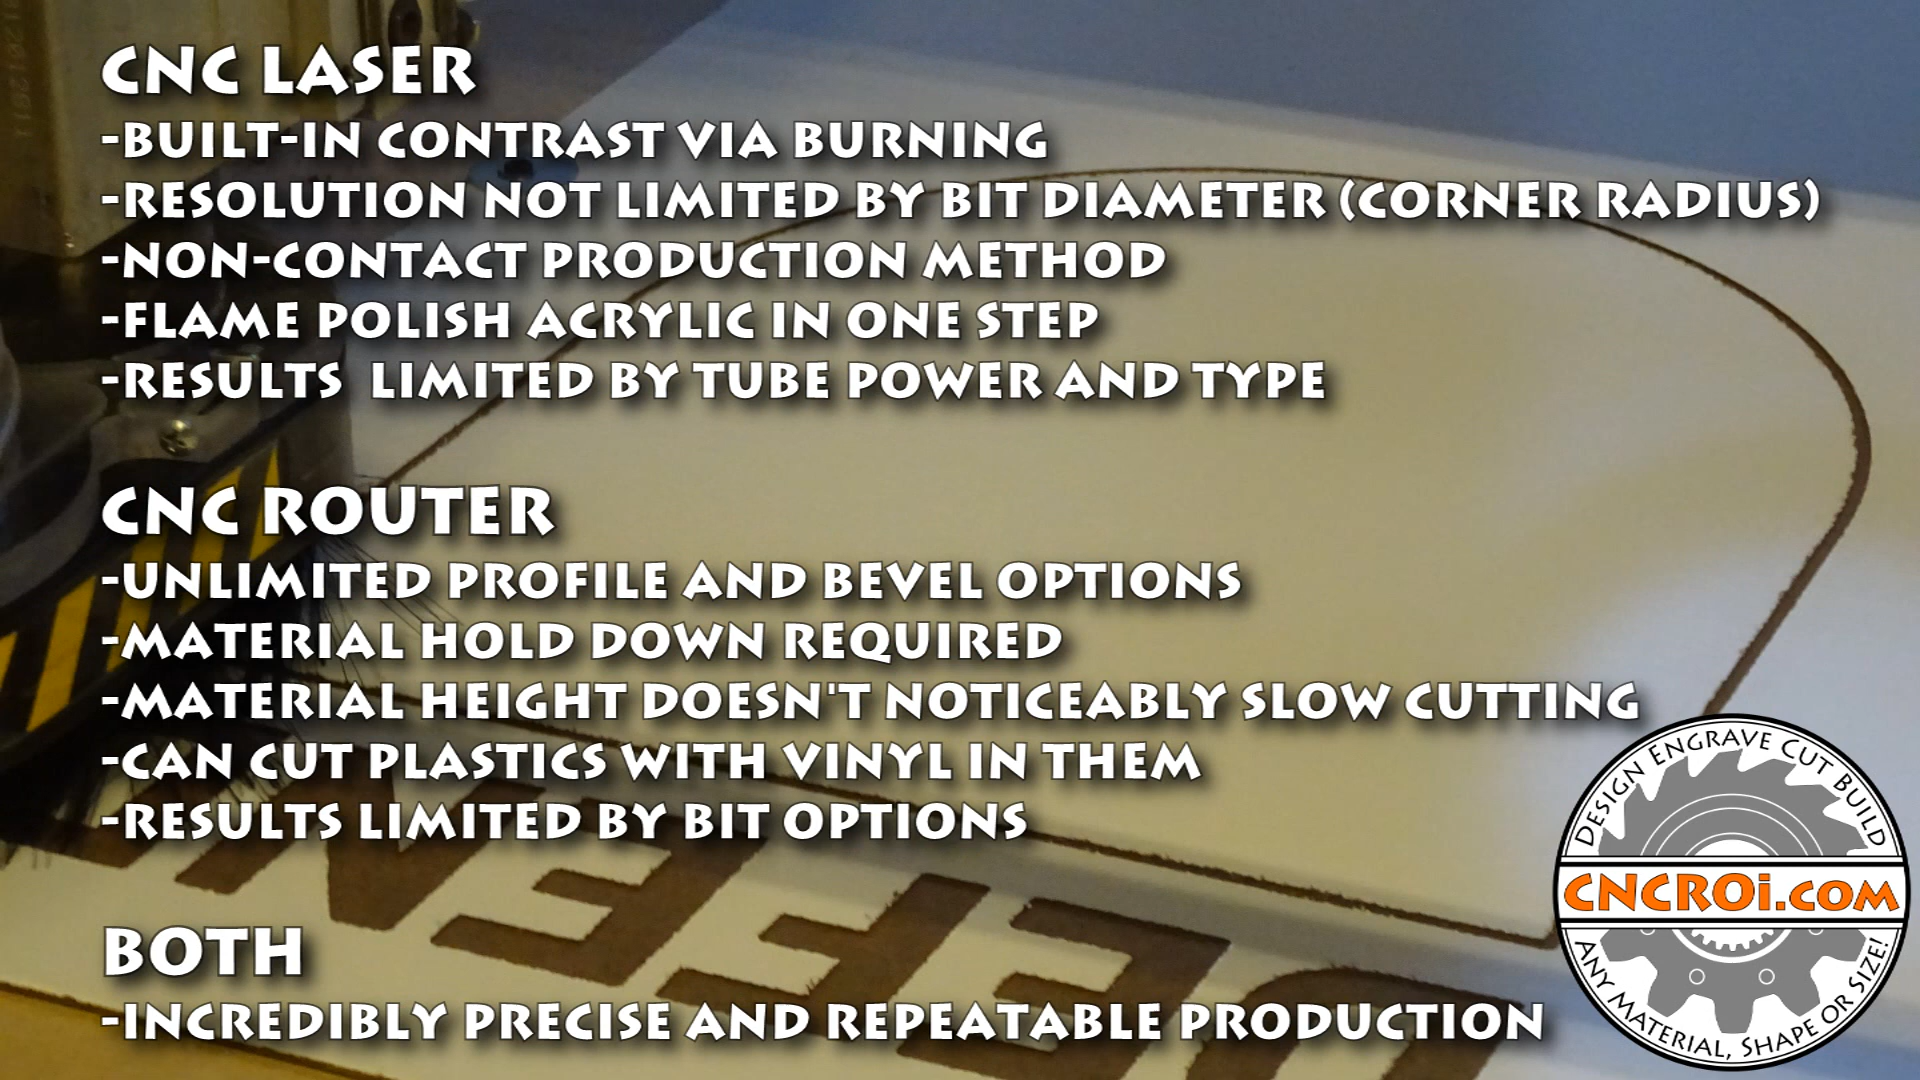 CNC LASER
-BUILT-IN CONTRAST VIA BURNING
-RESOLUTION NOT LIMITED BY BIT DIAMETER (CORNER RADIUS)
-NON-CONTACT PRODUCTION METHOD
-FLAME POLISH ACRYLIC IN ONE STEP
-RESULTS LIMITED BY TUBE POWER AND TYPE
CNC ROUTER
-UNLIMITED PROFILE AND BEVEL OPTIONS
-MATERIAL HOLD DOWN REQUIRED
-MATERIAL HEIGHT DOESN'T NOTICEABLY SLOW CUTTING
-CAN CUT PLASTICS WITH VINYL IN THEM
-RESULTS LIMITED BY BIT OPTIONS
BOTH
-INCREDIBLY PRECISE AND REPEATABLE PRODUCTION
DESIGN ENGRAVE CUT BUILD
CNCROi.COM
ANY MATERIAL, SHAPE OR SIZE!